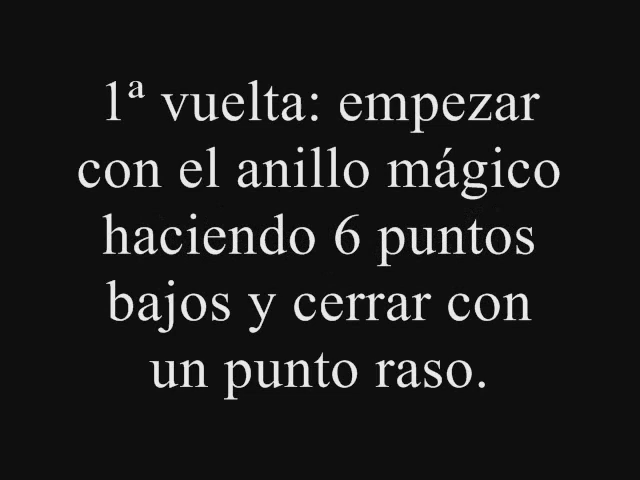 1ª vuelta: empezar
con el anillo mágico
haciendo 6 puntos
bajos y cerrar con
un punto raso.